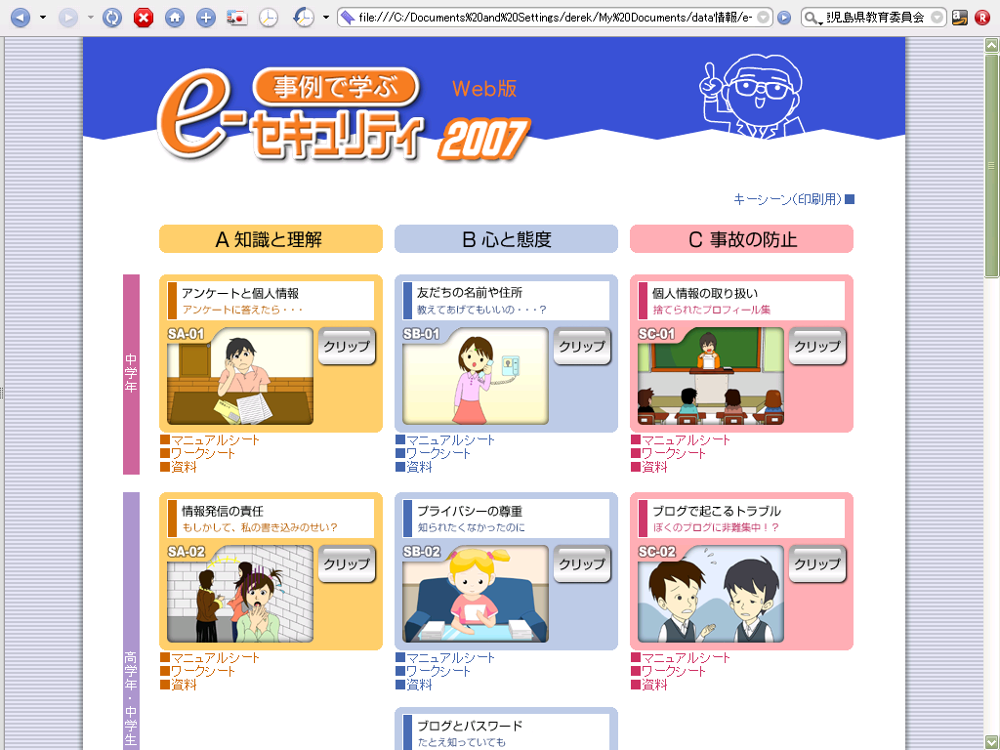 file:///C:/Documents%20and%20Settings/derek/My%20Documents/data'情報/e-
児島県教育委員会
事例で学ぶ
Web版
e-セキュリティ 2007
キーシーン(印刷用)
A 知識と理解
B 心と態度
C 事故の防止
中学年
アンケートと個人情報
アンケートに答えたら・・・
SA-01
クリップ
マニュアルシート
ワークシート
資料
友だちの名前や住所
教えてあげてもいいの・・・?
SB-01
クリップ
マニュアルシート
ワークシート
資料
個人情報の取り扱い
捨てられたプロフィール集
SC-01
クリップ
マニュアルシート
ワークシート
資料
高学年・中学生
情報発信の責任
もしかして、私の書き込みのせい?
SA-02
クリップ
マニュアルシート
ワークシート
資料
プライバシーの尊重
知られたくなかったのに
SB-02
クリップ
マニュアルシート
ワークシート
資料
ブログで起こるトラブル
ぼくのブログに非難集中!?
SC-02
クリップ
マニュアルシート
ワークシート
資料
ブログとパスワード
たとえ知っていても